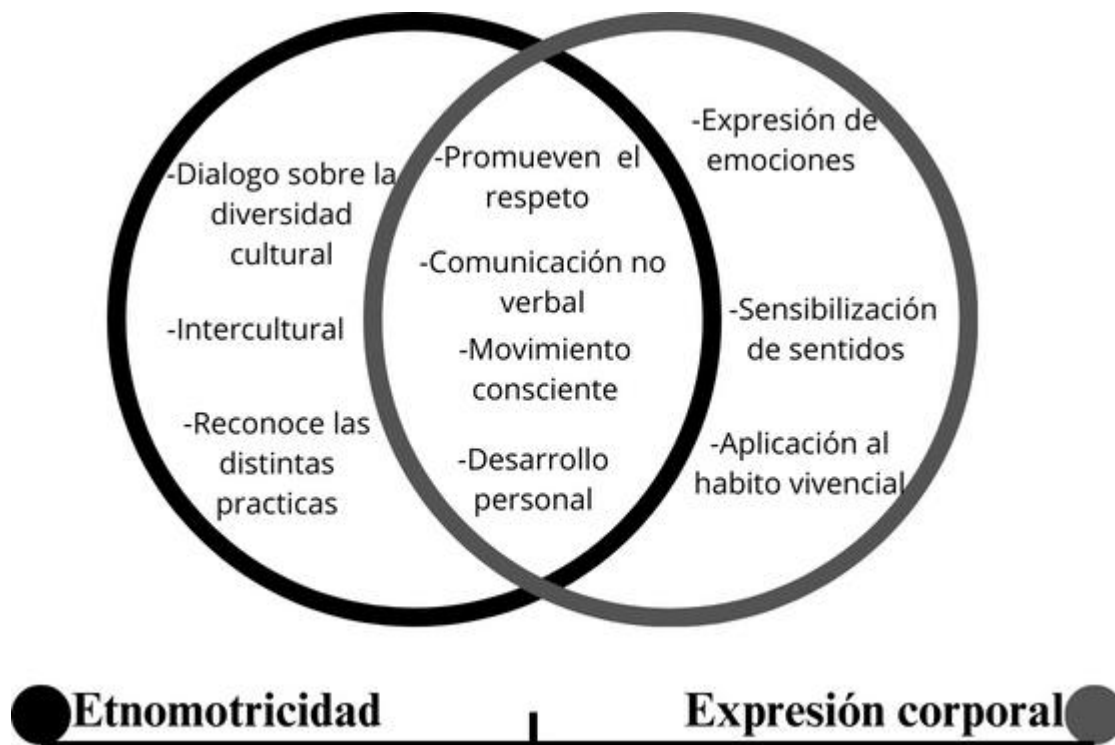 -Dialogo sobre la
diversidad
cultural
-Intercultural
-Reconoce las
distintas
practicas
-Promueven el
respeto
-Comunicación no
verbal
-Movimiento
consciente
-Desarrollo
personal
-Expresión de
emociones
-Sensibilización
de sentidos
-Aplicación al
habito vivencial
Etnomotricidad
Expresión corporal